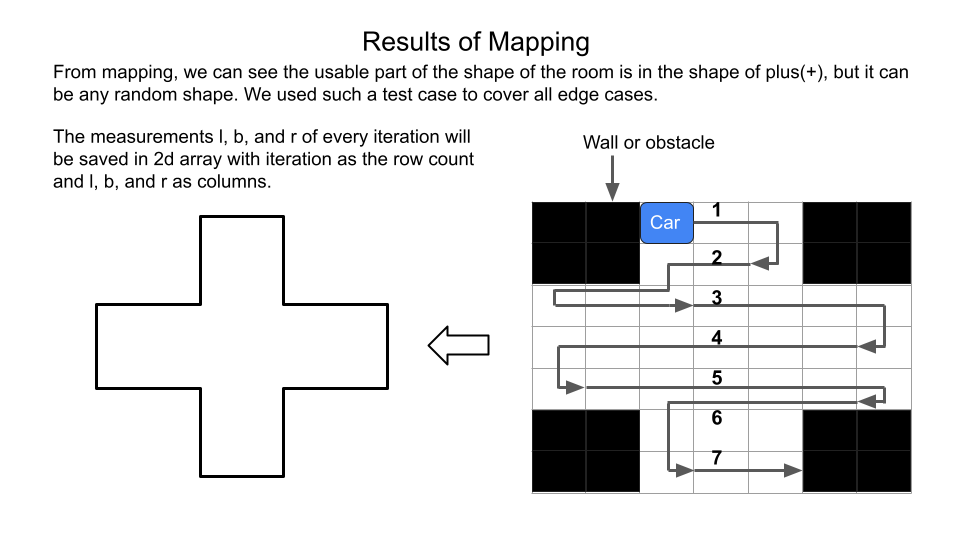 Results of Mapping
From mapping, we can see the usable part of the shape of the room is in the shape of plus(+), but it can
be any random shape. We used such a test case to cover all edge cases.
The measurements l, b, and r of every iteration will
be saved in 2d array with iteration as the row count
and l, b, and r as columns.
Wall or obstacle
Car
1
2
3
4
5
6
7